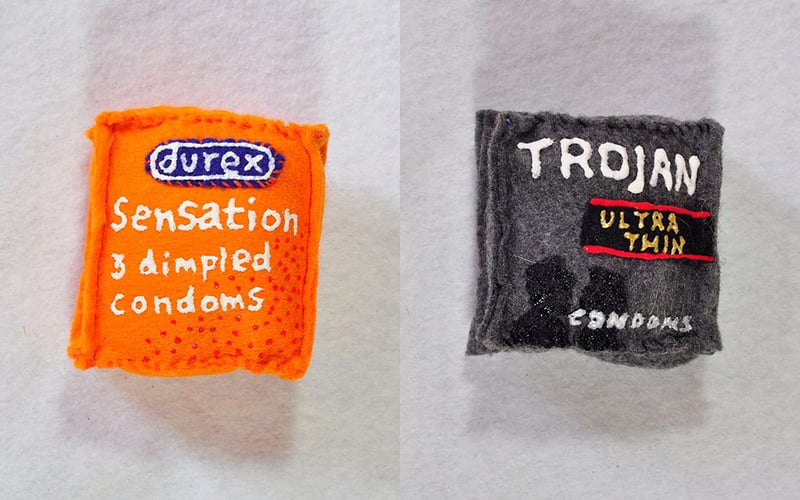 durex
Sensation
3 dimpled
condoms
TROJAN
ULTRA
THIN
CONDOMS